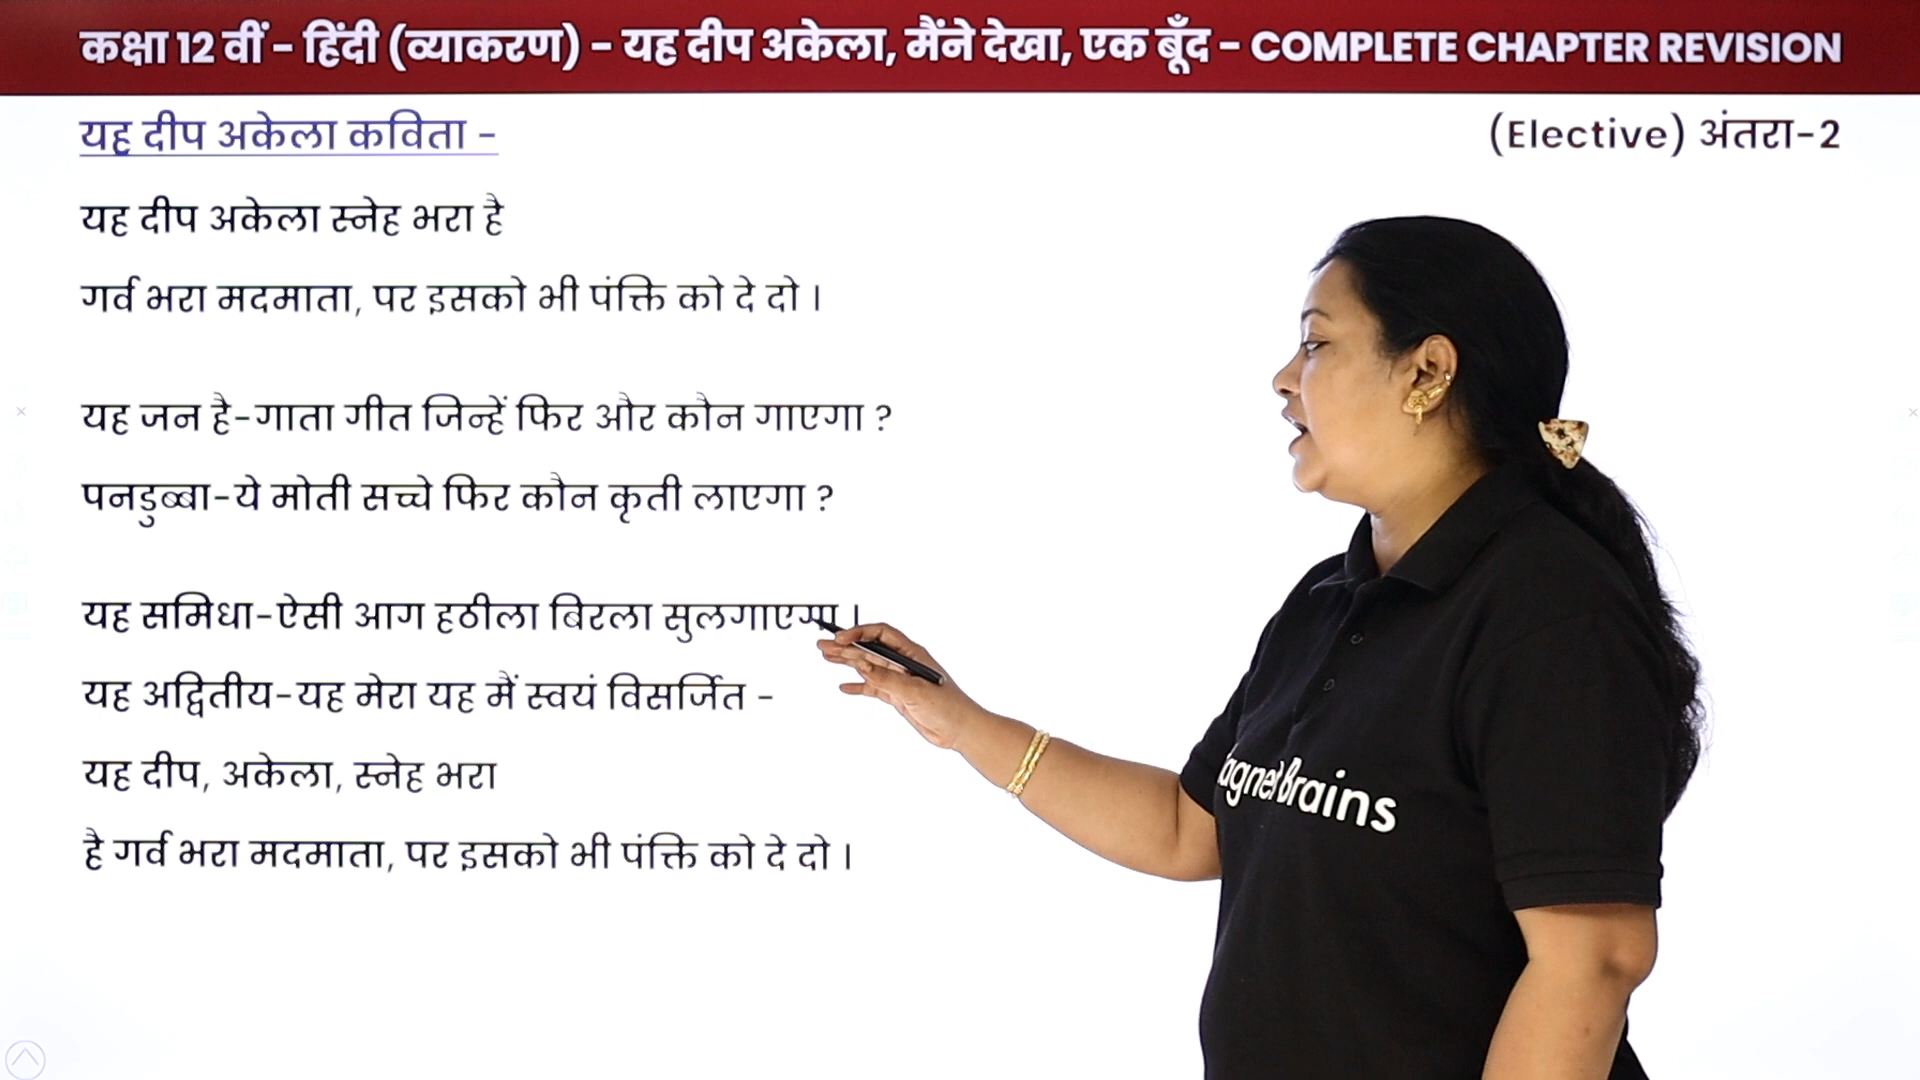 कक्षा 12 वीं - हिंदी (व्याकरण) - यह दीप अकेला, मैंने देखा, एक बूँद - COMPLETE CHAPTER REVISION
यह दीप अकेला कविता -
(Elective) अंतरा-2
यह दीप अकेला स्नेह भरा है
गर्व भरा मदमाता, पर इसको भी पंक्ति को दे दो ।
यह जन है-गाता गीत जिन्हें फिर और कौन गाएगा ?
पनडुब्बा-ये मोती सच्चे फिर कौन कृती लाएगा ?
यह समिधा-ऐसी आग हठीला बिरला सुलगाएगा ।
यह अद्वितीय-यह मेरा यह मैं स्वयं विसर्जित -
यह दीप, अकेला, स्नेह भरा
है गर्व भरा मदमाता, पर इसको भी पंक्ति को दे दो ।
Brains